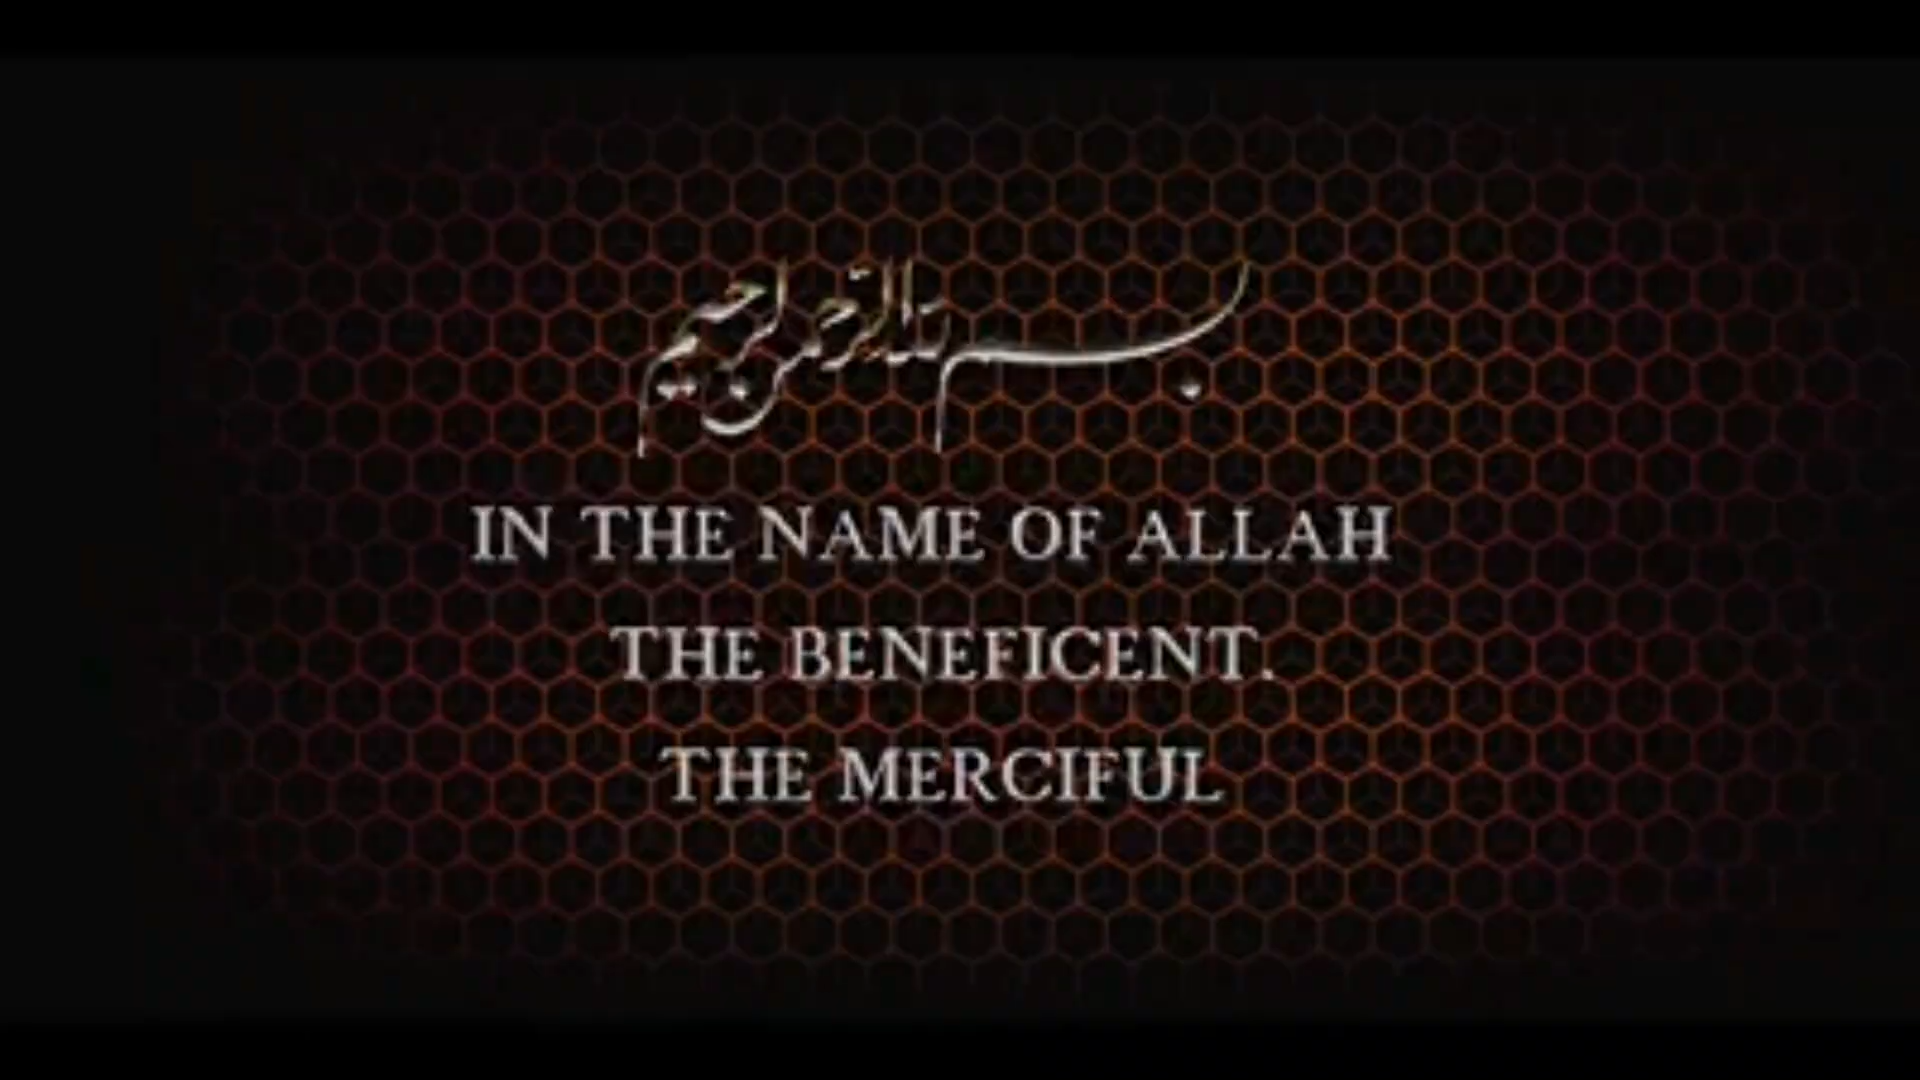 بسم الله الرحمن الرحيم
IN THE NAME OF ALLAH
THE BENEFICENT.
THE MERCIFUL